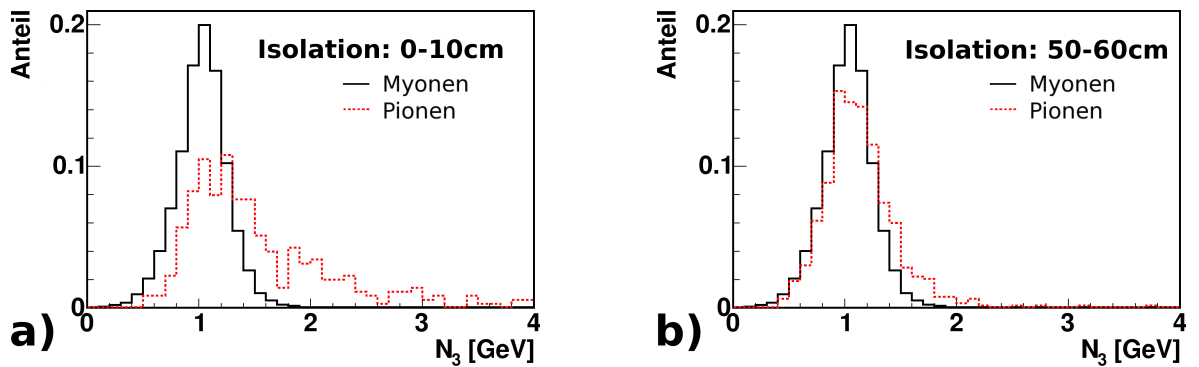 Anteil
0.2
0.1
0
Isolation: 0-10cm
Myonen
Pionen
0 1 2 3 4
N3 [GeV]
a)
Anteil
0.2
0.1
0
Isolation: 50-60cm
Myonen
Pionen
0 1 2 3 4
N3 [GeV]
b)